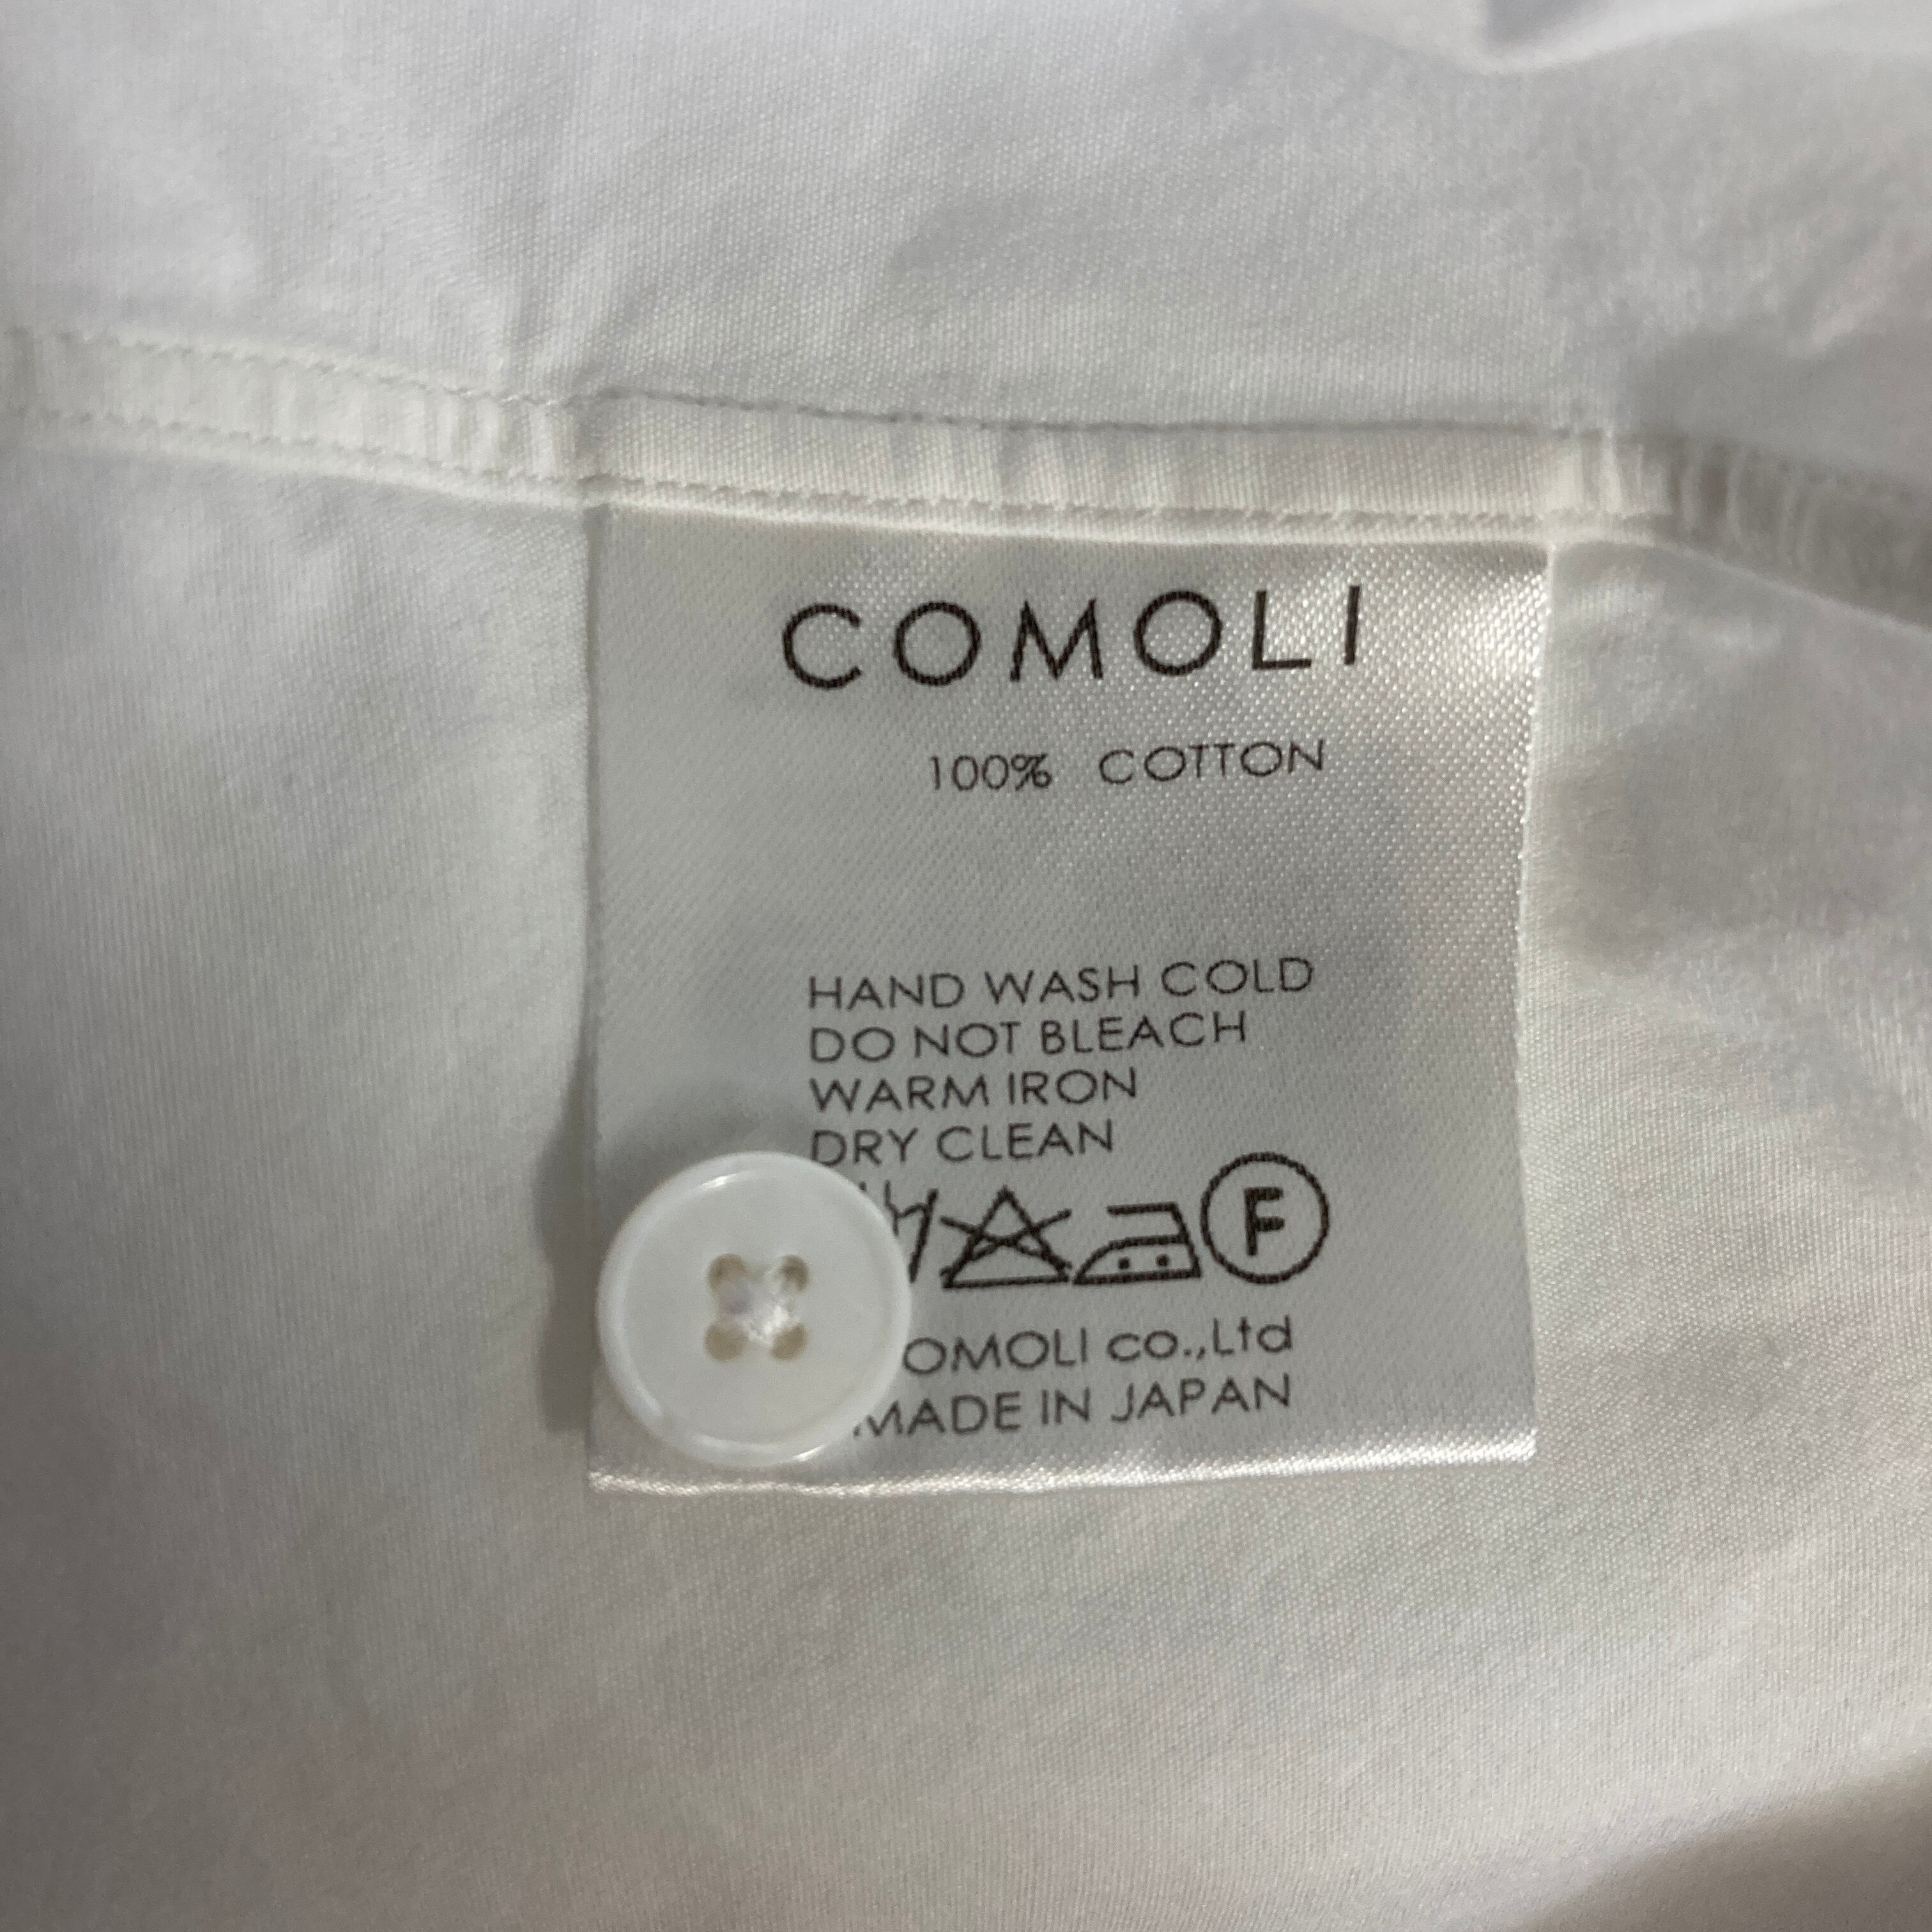 COMOLI
100% COTTON
HAND WASH COLD
DO NOT BLEACH
WARM IRON
DRY CLEAN
F
OMOLI co.,Ltd
MADE IN JAPAN